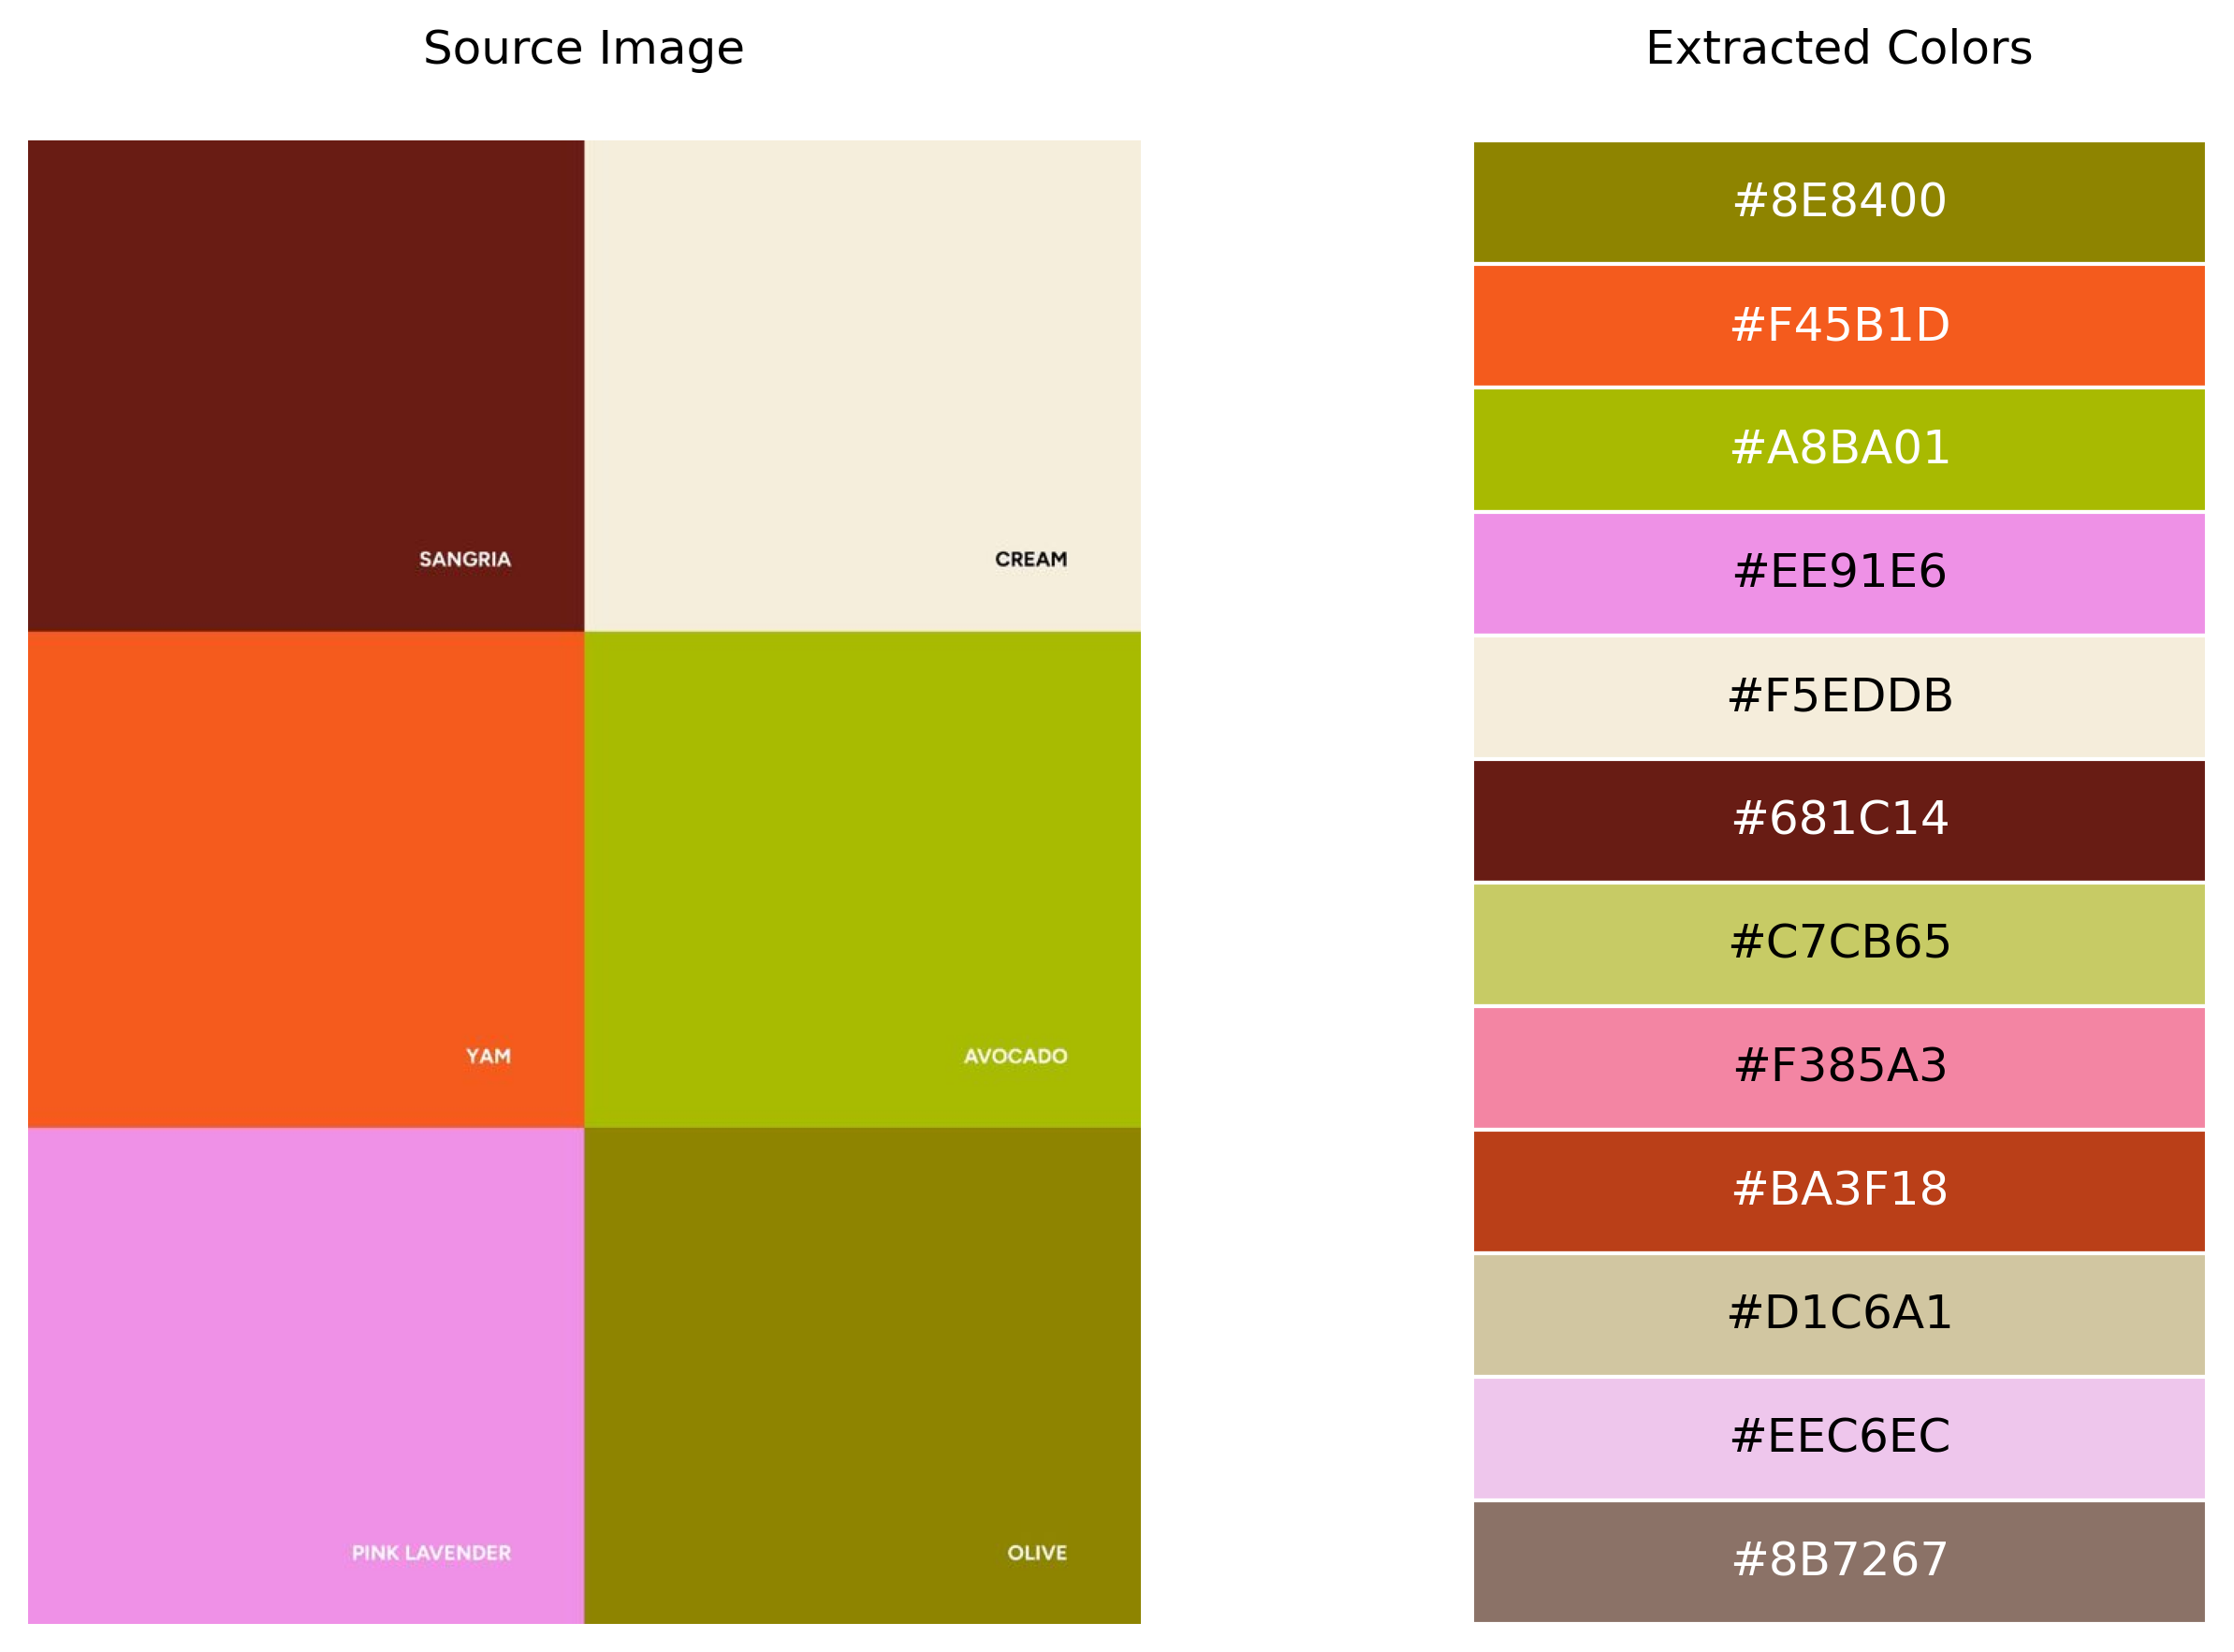 Source Image
SANGRIA
CREAM
YAM
AVOCADO
PINK LAVENDER
OLIVE
Extracted Colors
#8E8400
#F45B1D
#A8BA01
#EE91E6
#F5EDDB
#681C14
#C7CB65
#F385A3
#BA3F18
#D1C6A1
#EEC6EC
#8B7267